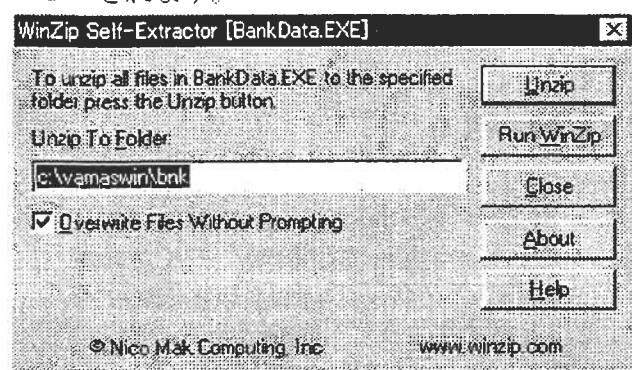 WinZip Self-Extractor [BankData.EXE]
To unzip all files in BankData.EXE to the specified
folder press the Unzip button.
Unzip
Unzip To Folder:
Run WinZip
c:\wamaswin\bnk
Close
Overwrite Files Without Prompting
About
Help
© Nico Mak Computing, Inc.
www.winzip.com